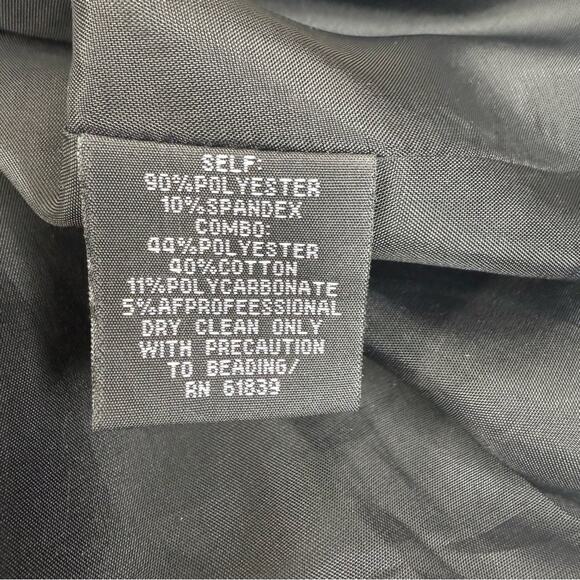 SELF:
90%POLYESTER
10%SPANDEX
COMBO:
44%POLYESTER
40%COTTON
11%POLYCARBONATE
5%AFPROFEESSIONAL
DRY CLEAN ONLY
WITH PRECAUTION
TO BEADING/
RN 61839